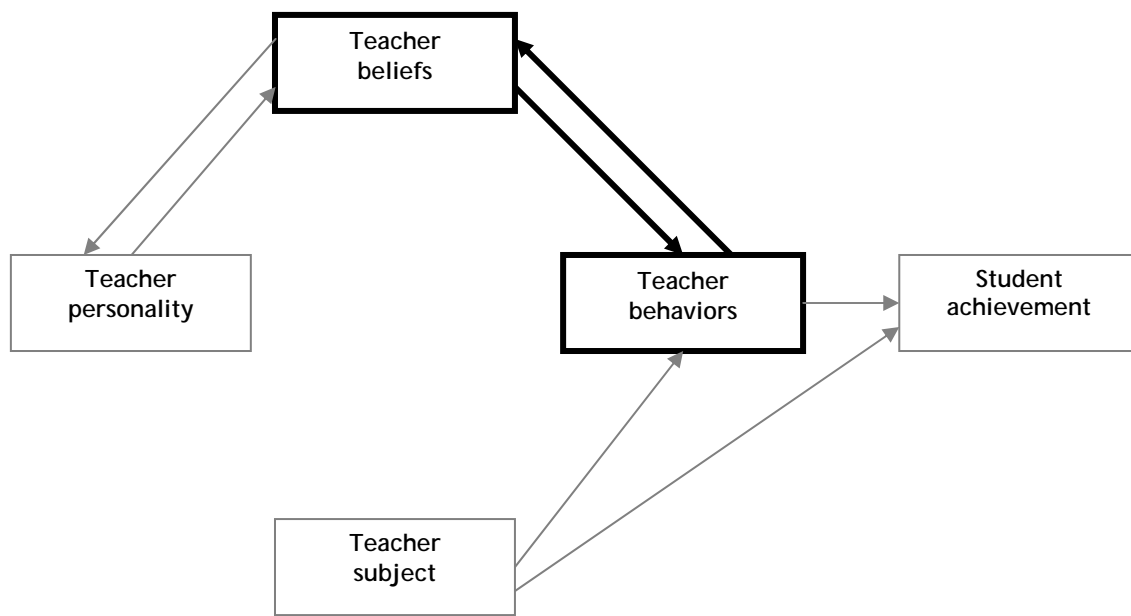 Teacher
beliefs
Teacher
personality
Teacher
behaviors
Student
achievement
Teacher
subject